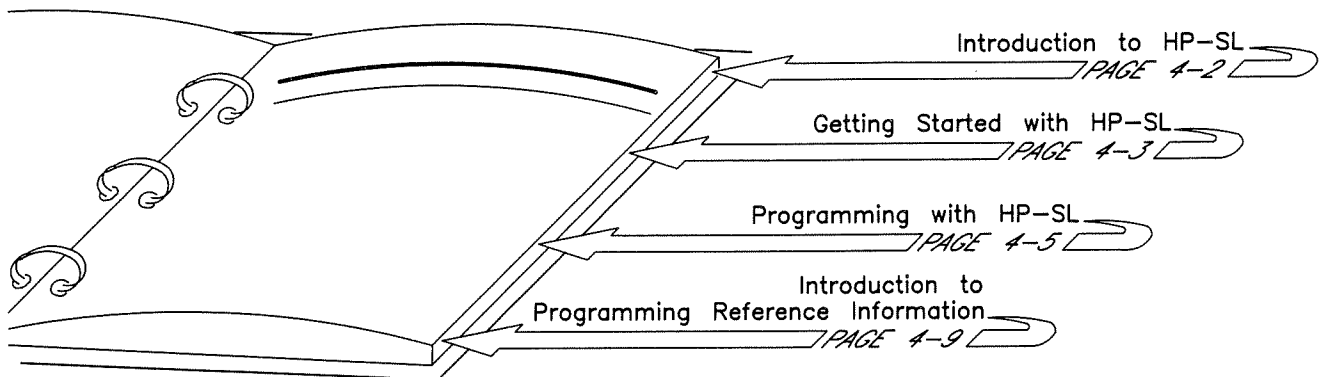 Introduction to HP-SL
PAGE 4-2
Getting Started with HP-SL
PAGE 4-3
Programming with HP-SL
PAGE 4-5
Introduction to
Programming Reference Information
PAGE 4-9